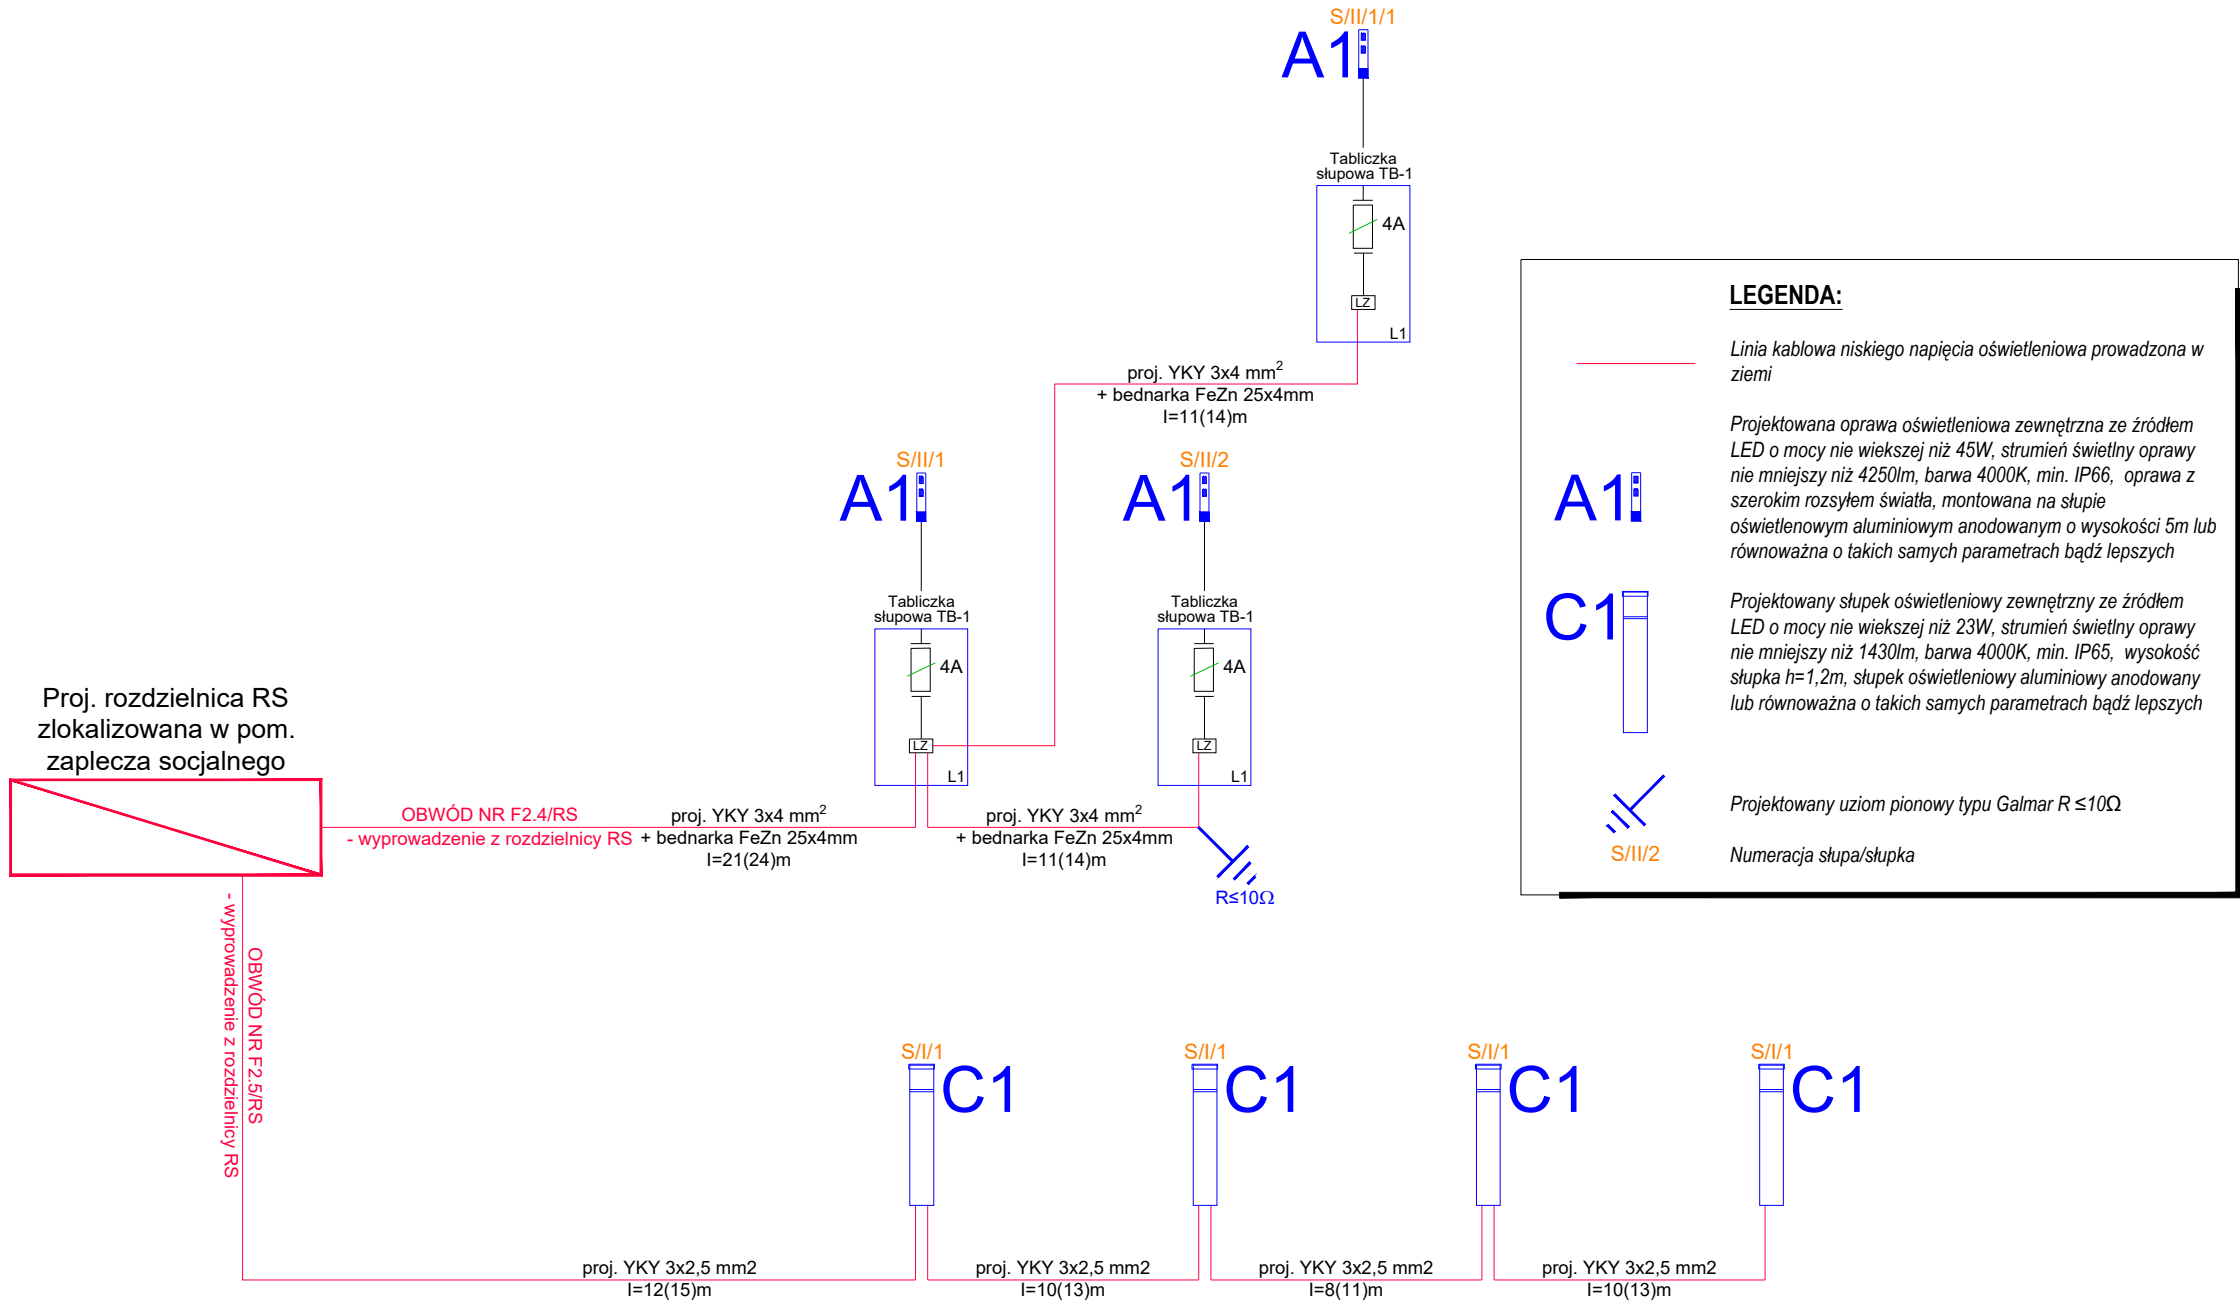 S/II/1/1
A1
Tabliczka
słupowa TB-1
4A
LZ
L1
proj. YKY 3x4 mm²
+ bednarka FeZn 25x4mm
l=11(14)m
S/II/1
A1
Tabliczka
słupowa TB-1
4A
LZ
L1
S/II/2
A1
Tabliczka
słupowa TB-1
4A
LZ
L1
Proj. rozdzielnica RS
zlokalizowana w pom.
zaplecza socjalnego
OBWÓD NR F2.4/RS
- wyprowadzenie z rozdzielnicy RS
proj. YKY 3x4 mm²
+ bednarka FeZn 25x4mm
l=21(24)m
proj. YKY 3x4 mm²
+ bednarka FeZn 25x4mm
l=11(14)m
R≤10Ω
OBWÓD NR F2.5/RS
- wyprowadzenie z rozdzielnicy RS
S/I/1
C1
S/I/1
C1
S/I/1
C1
S/I/1
C1
proj. YKY 3x2,5 mm2
l=12(15)m
proj. YKY 3x2,5 mm2
l=10(13)m
proj. YKY 3x2,5 mm2
l=8(11)m
proj. YKY 3x2,5 mm2
l=10(13)m
LEGENDA:
Linia kablowa niskiego napięcia oświetleniowa prowadzona w
ziemi
A1
Projektowana oprawa oświetleniowa zewnętrzna ze źródłem
LED o mocy nie wiekszej niż 45W, strumień świetlny oprawy
nie mniejszy niż 4250lm, barwa 4000K, min. IP66, oprawa z
szerokim rozsyłem światła, montowana na słupie
oświetlenowym aluminiowym anodowanym o wysokości 5m lub
równoważna o takich samych parametrach bądź lepszych
C1
Projektowany słupek oświetleniowy zewnętrzny ze źródłem
LED o mocy nie wiekszej niż 23W, strumień świetlny oprawy
nie mniejszy niż 1430lm, barwa 4000K, min. IP65, wysokość
słupka h=1,2m, słupek oświetleniowy aluminiowy anodowany
lub równoważna o takich samych parametrach bądź lepszych
Projektowany uziom pionowy typu Galmar R ≤10Ω
S/II/2
Numeracja słupa/słupka